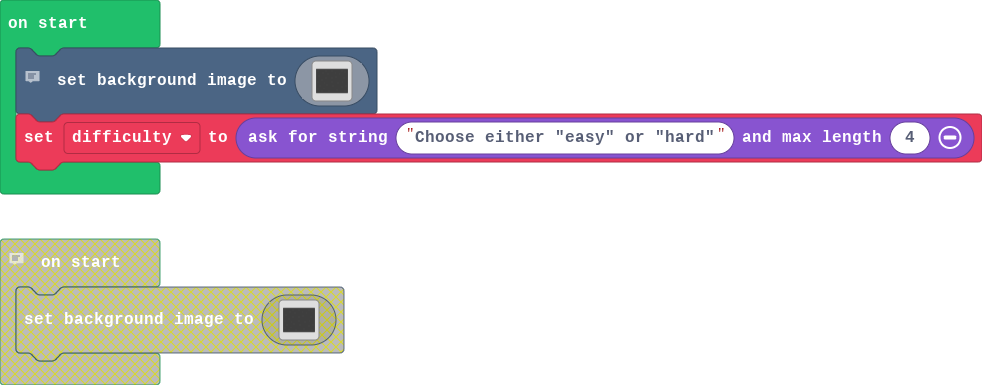 on start
set background image to
set difficulty to ask for string "Choose either "easy" or "hard"" and max length 4
on start
set background image to